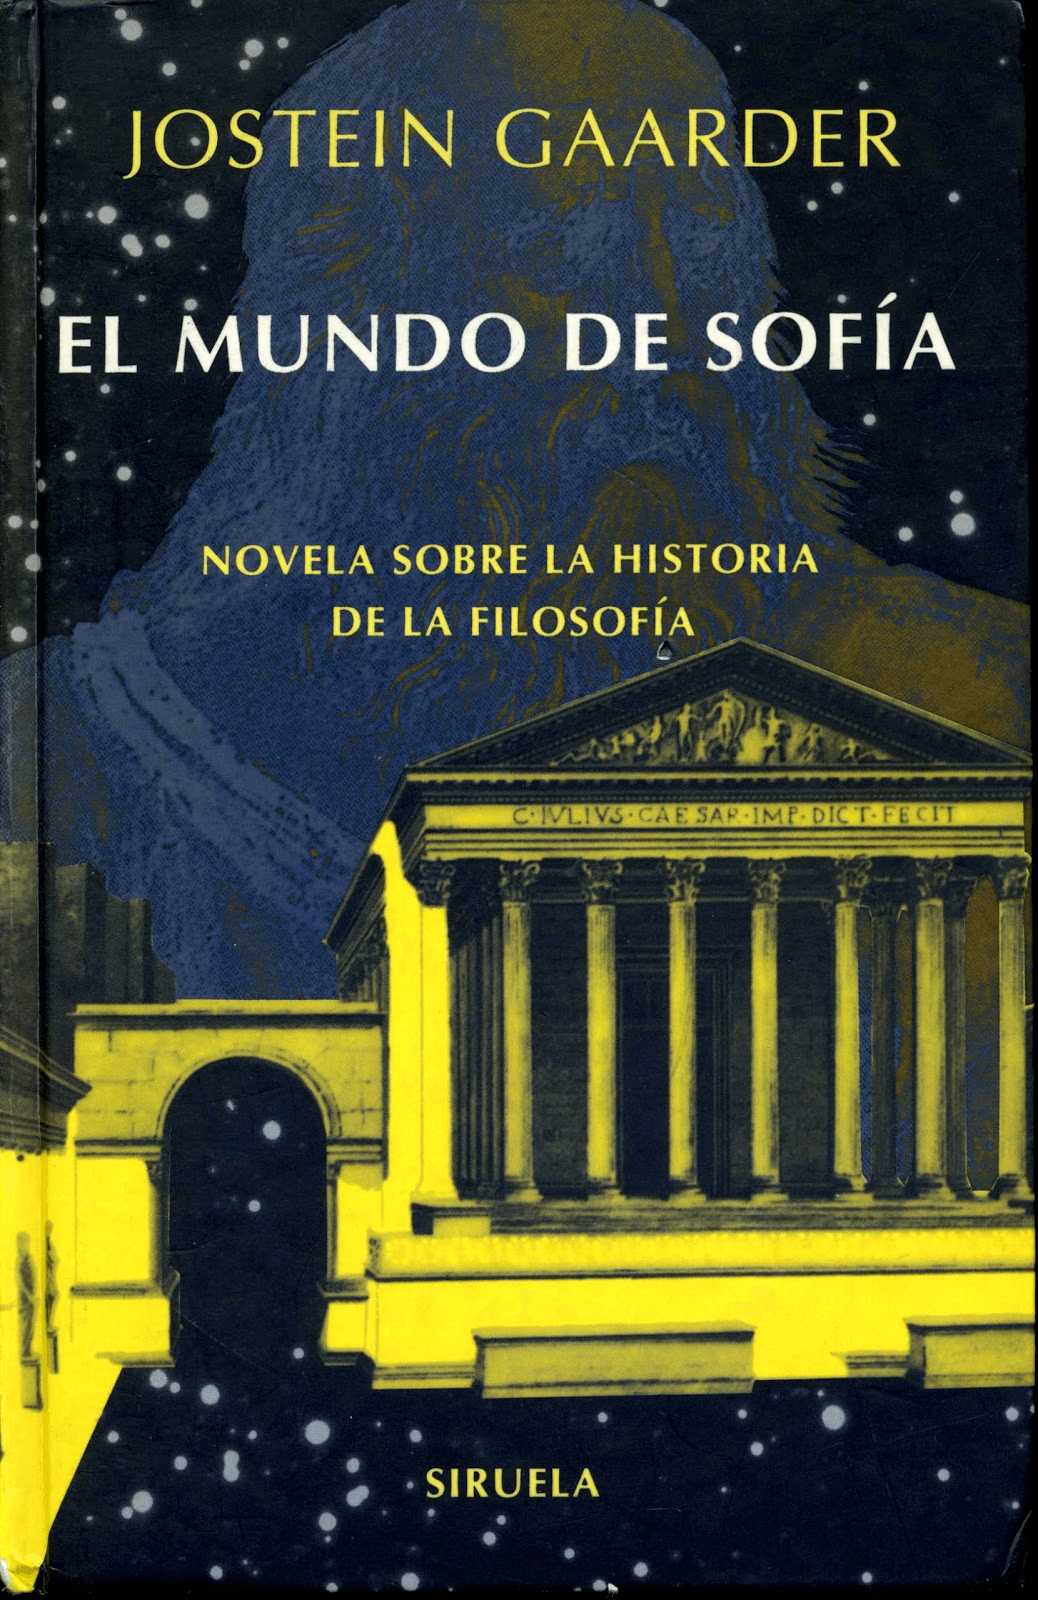 JOSTEIN GAARDER
EL MUNDO DE SOFÍA
NOVELA SOBRE LA HISTORIA
DE LA FILOSOFÍA
C·IVLIVS·CAESAR·IMP·DICT·FECIT
SIRUELA